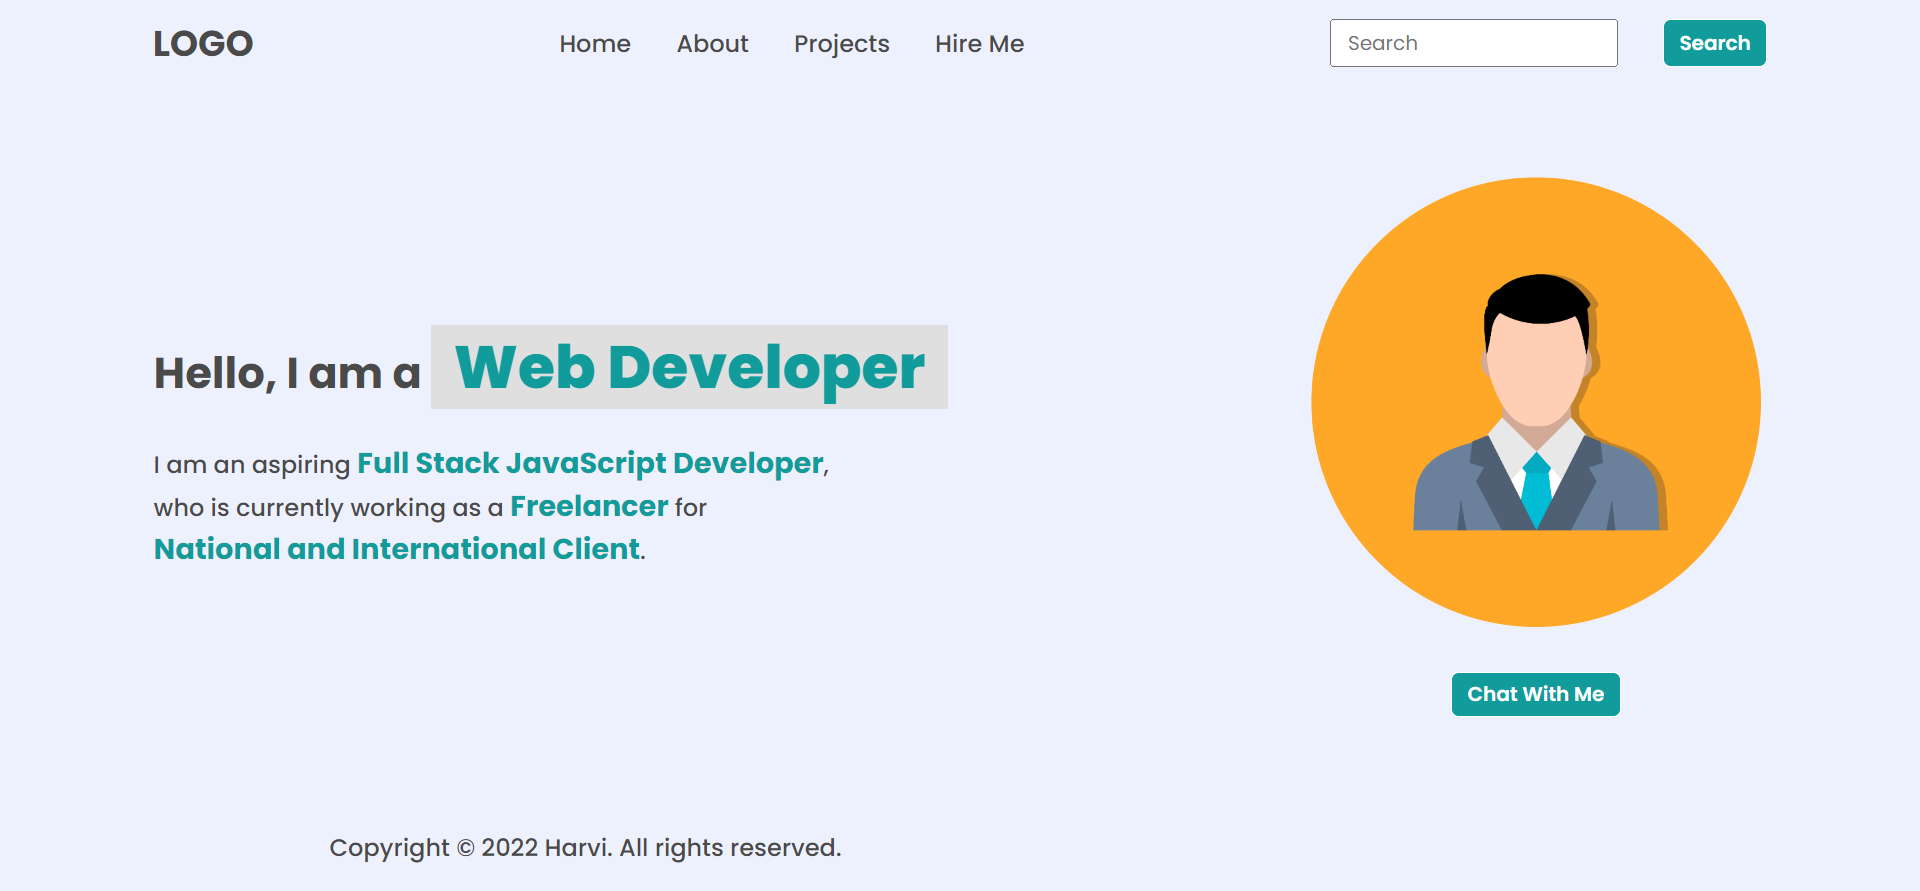 LOGO Home About Projects Hire Me Search Search
Hello, I am a Web Developer
I am an aspiring Full Stack JavaScript Developer,
who is currently working as a Freelancer for
National and International Client.
Chat With Me
Copyright © 2022 Harvi. All rights reserved.